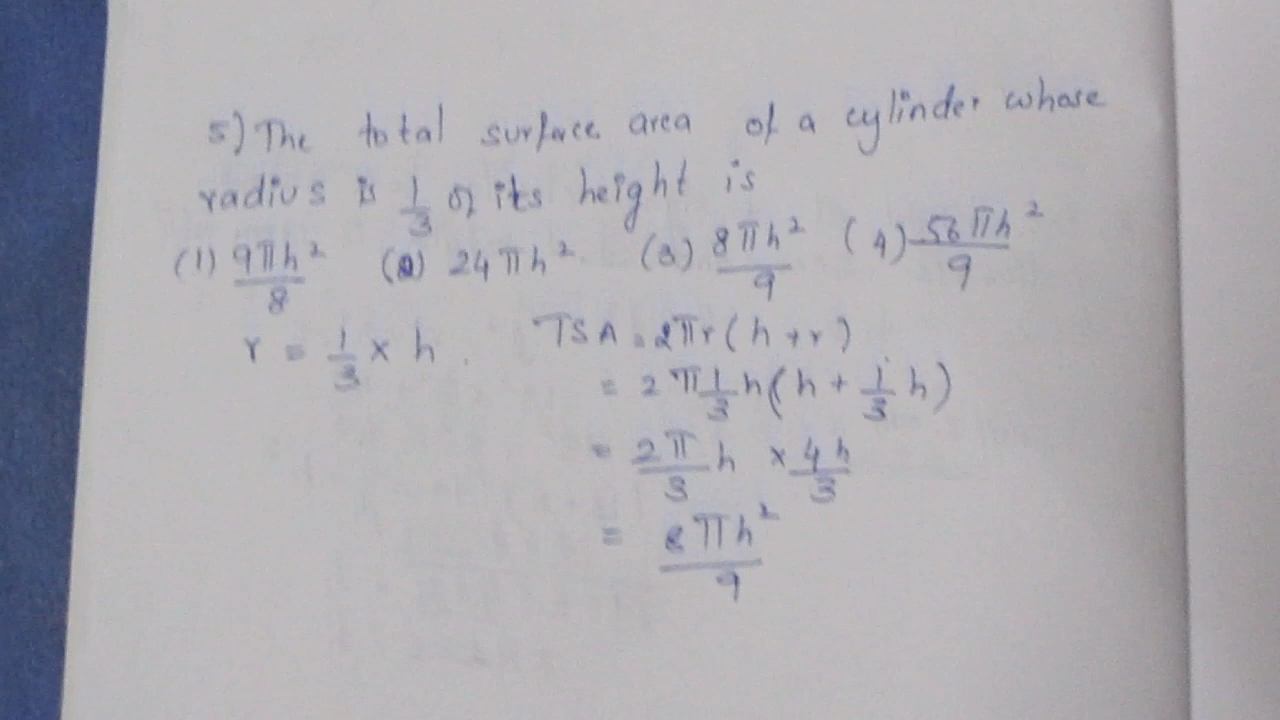 5) The total surface area of a cylinder whose
radius is 1/3 of its height is
(1) 9πh²/8 (2) 24πh² (3) 8πh²/9 (4) 56πh²/9
r = 1/3 × h. TSA = 2πr(h+r)
= 2π 1/3 h(h + 1/3 h)
= 2π/3 h × 4h/3
= 8πh²/9